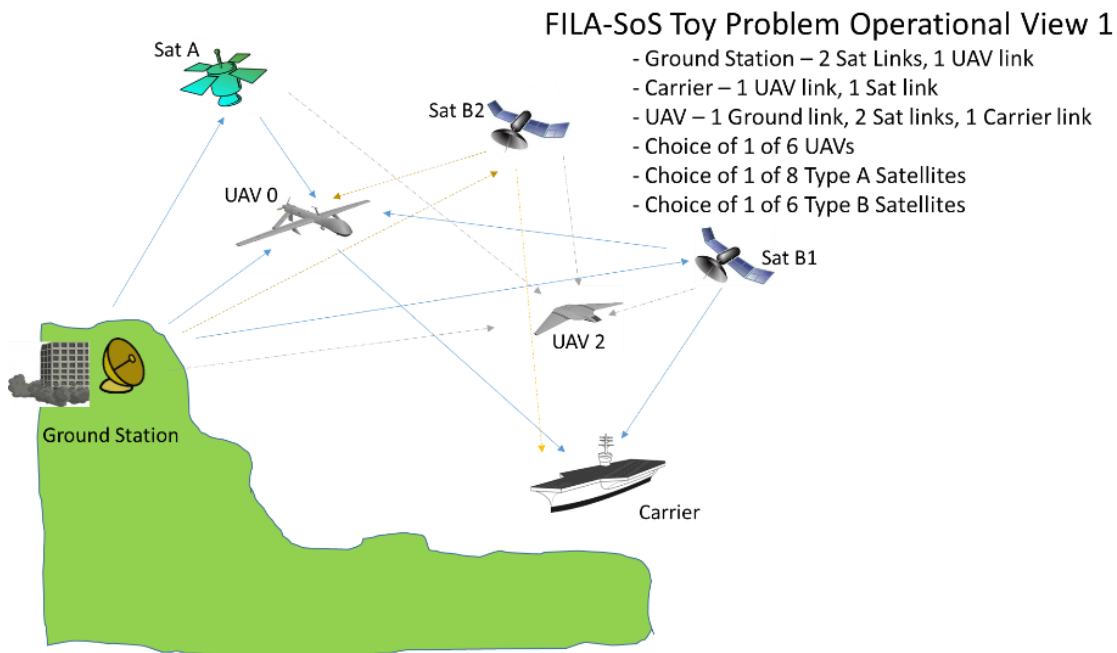 FILA-SoS Toy Problem Operational View 1
- Ground Station – 2 Sat Links, 1 UAV link
- Carrier – 1 UAV link, 1 Sat link
- UAV – 1 Ground link, 2 Sat links, 1 Carrier link
- Choice of 1 of 6 UAVs
- Choice of 1 of 8 Type A Satellites
- Choice of 1 of 6 Type B Satellites
Sat A
Sat B2
UAV 0
Sat B1
UAV 2
Ground Station
Carrier